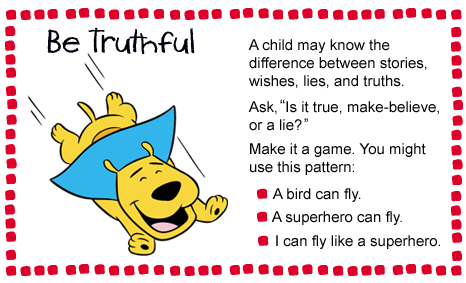 Be Truthful
A child may know the
difference between stories,
wishes, lies, and truths.
Ask, “Is it true, make-believe,
or a lie?”
Make it a game. You might
use this pattern:
A bird can fly.
A superhero can fly.
I can fly like a superhero.